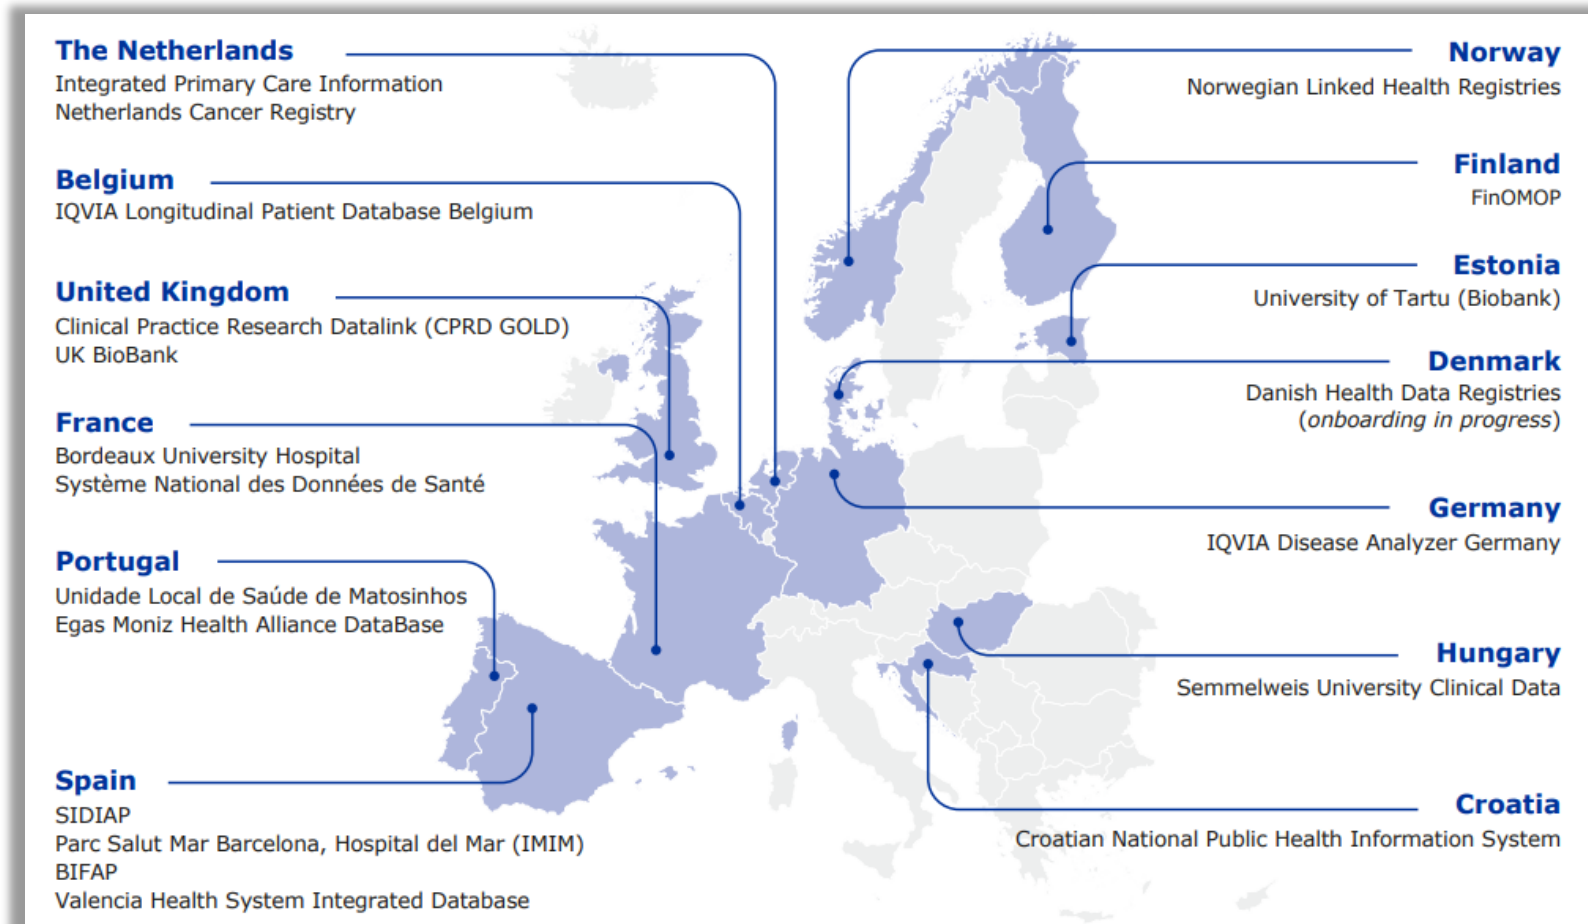 The Netherlands
Integrated Primary Care Information
Netherlands Cancer Registry
Belgium
IQVIA Longitudinal Patient Database Belgium
United Kingdom
Clinical Practice Research Datalink (CPRD GOLD)
UK BioBank
France
Bordeaux University Hospital
Système National des Données de Santé
Portugal
Unidade Local de Saúde de Matosinhos
Egas Moniz Health Alliance DataBase
Spain
SIDIAP
Parc Salut Mar Barcelona, Hospital del Mar (IMIM)
BIFAP
Valencia Health System Integrated Database
Norway
Norwegian Linked Health Registries
Finland
FinOMOP
Estonia
University of Tartu (Biobank)
Denmark
Danish Health Data Registries
(onboarding in progress)
Germany
IQVIA Disease Analyzer Germany
Hungary
Semmelweis University Clinical Data
Croatia
Croatian National Public Health Information System